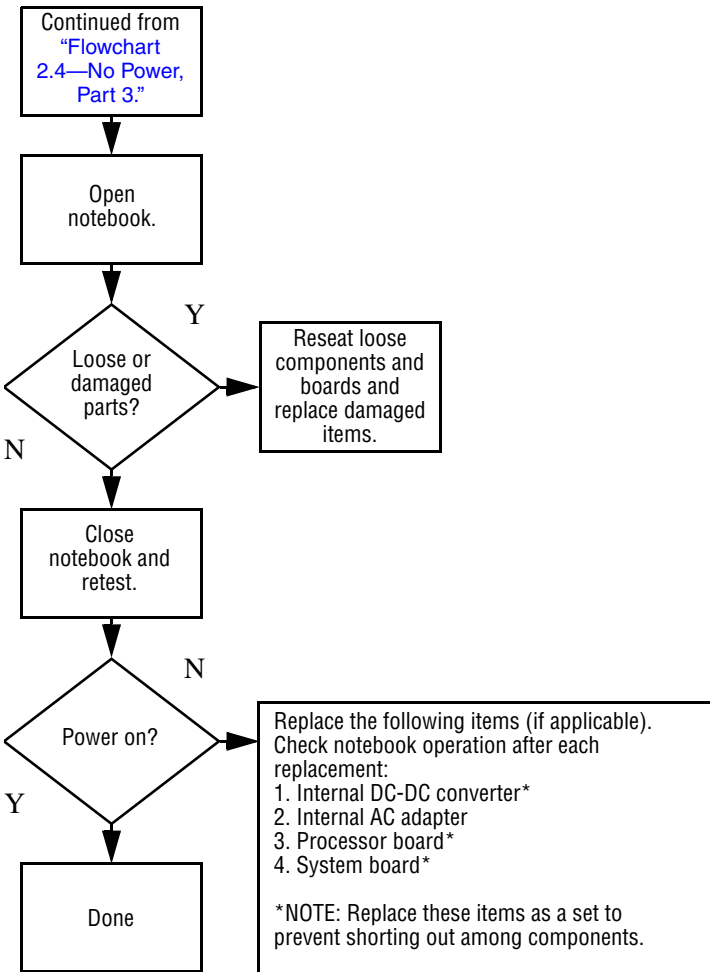 Continued from
“Flowchart
2.4—No Power,
Part 3.”
Open
notebook.
Y
Loose or
damaged
parts?
Reseat loose
components and
boards and
replace damaged
items.
N
Close
notebook and
retest.
N
Power on?
Replace the following items (if applicable).
Check notebook operation after each
replacement:
1. Internal DC-DC converter*
2. Internal AC adapter
3. Processor board*
4. System board*
*NOTE: Replace these items as a set to
prevent shorting out among components.
Y
Done